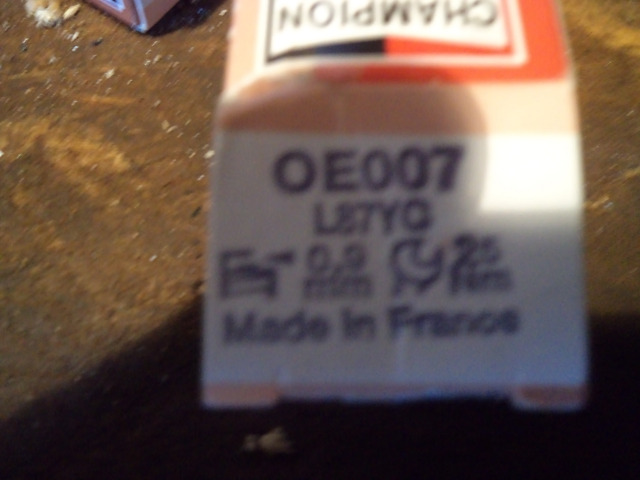 CHAMPION
OE007
L87YC
0.9 25
mm Nm
Made in France